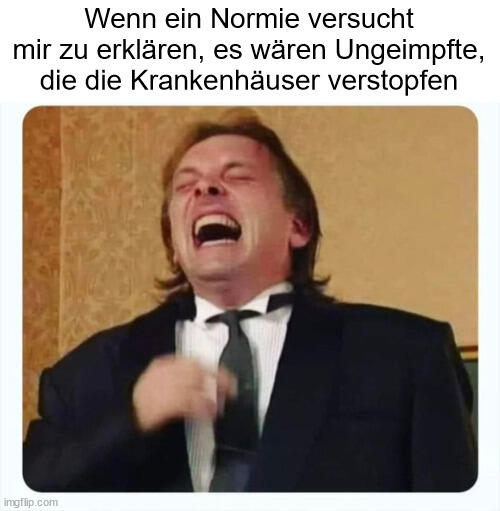 Wenn ein Normie versucht
mir zu erklären, es wären Ungeimpfte,
die die Krankenhäuser verstopfen
imgflip.com